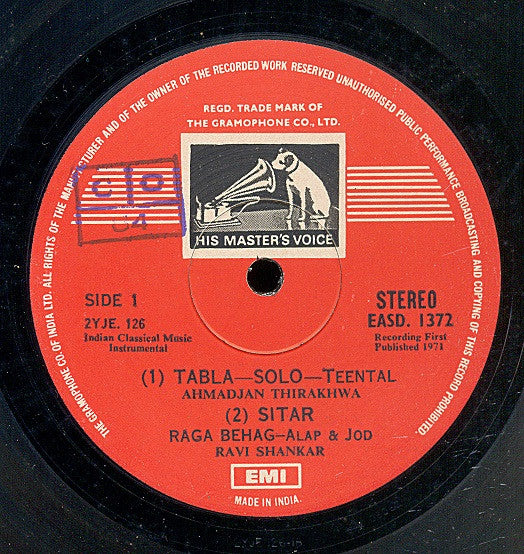 THE GRAMOPHONE CO. OF INDIA LTD. ALL RIGHTS OF THE MANUFACTURER AND OF THE OWNER OF THE RECORDED WORK RESERVED UNAUTHORISED PUBLIC PERFORMANCE BROADCASTING AND COPYING OF THIS RECORD PROHIBITED.
REGD. TRADE MARK OF
THE GRAMOPHONE CO., LTD.
HIS MASTER'S VOICE
C O
SIDE 1
2YJE. 126
Indian Classical Music
Instrumental
STEREO
EASD. 1372
Recording First
Published 1971
(1) TABLA—SOLO—TEENTAL
AHMADJAN THIRAKHWA
(2) SITAR
RAGA BEHAG—ALAP & JOD
RAVI SHANKAR
EMI
MADE IN INDIA.